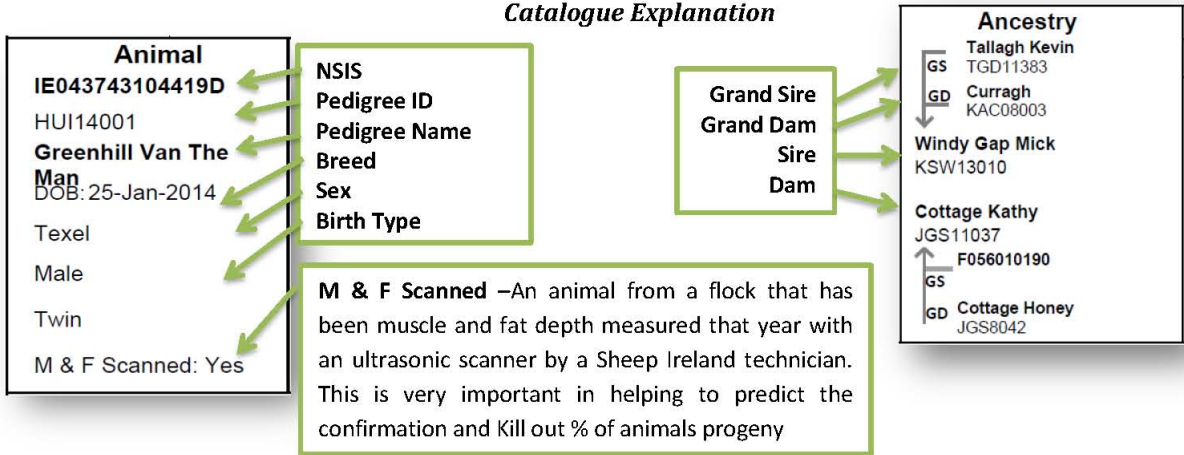 Catalogue Explanation
Animal
IE043743104419D
HUI14001
Greenhill Van The
Man
DOB: 25-Jan-2014
Texel
Male
Twin
M & F Scanned: Yes
NSIS
Pedigree ID
Pedigree Name
Breed
Sex
Birth Type
M & F Scanned –An animal from a flock that has
been muscle and fat depth measured that year with
an ultrasonic scanner by a Sheep Ireland technician.
This is very important in helping to predict the
confirmation and Kill out % of animals progeny
Grand Sire
Grand Dam
Sire
Dam
Ancestry
Tallagh Kevin
GS TGD11383
GD Curragh
KAC08003
Windy Gap Mick
KSW13010
Cottage Kathy
JGS11037
F056010190
GS
GD Cottage Honey
JGS8042